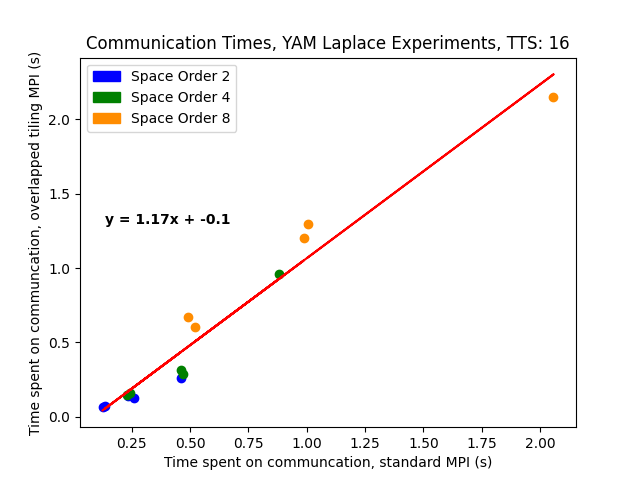 Communication Times, YAM Laplace Experiments, TTS: 16
Space Order 2
Space Order 4
Space Order 8
y = 1.17x + -0.1
Time spent on communcation, overlapped tiling MPI (s)
2.0
1.5
1.0
0.5
0.0
0.25 0.50 0.75 1.00 1.25 1.50 1.75 2.00
Time spent on communcation, standard MPI (s)